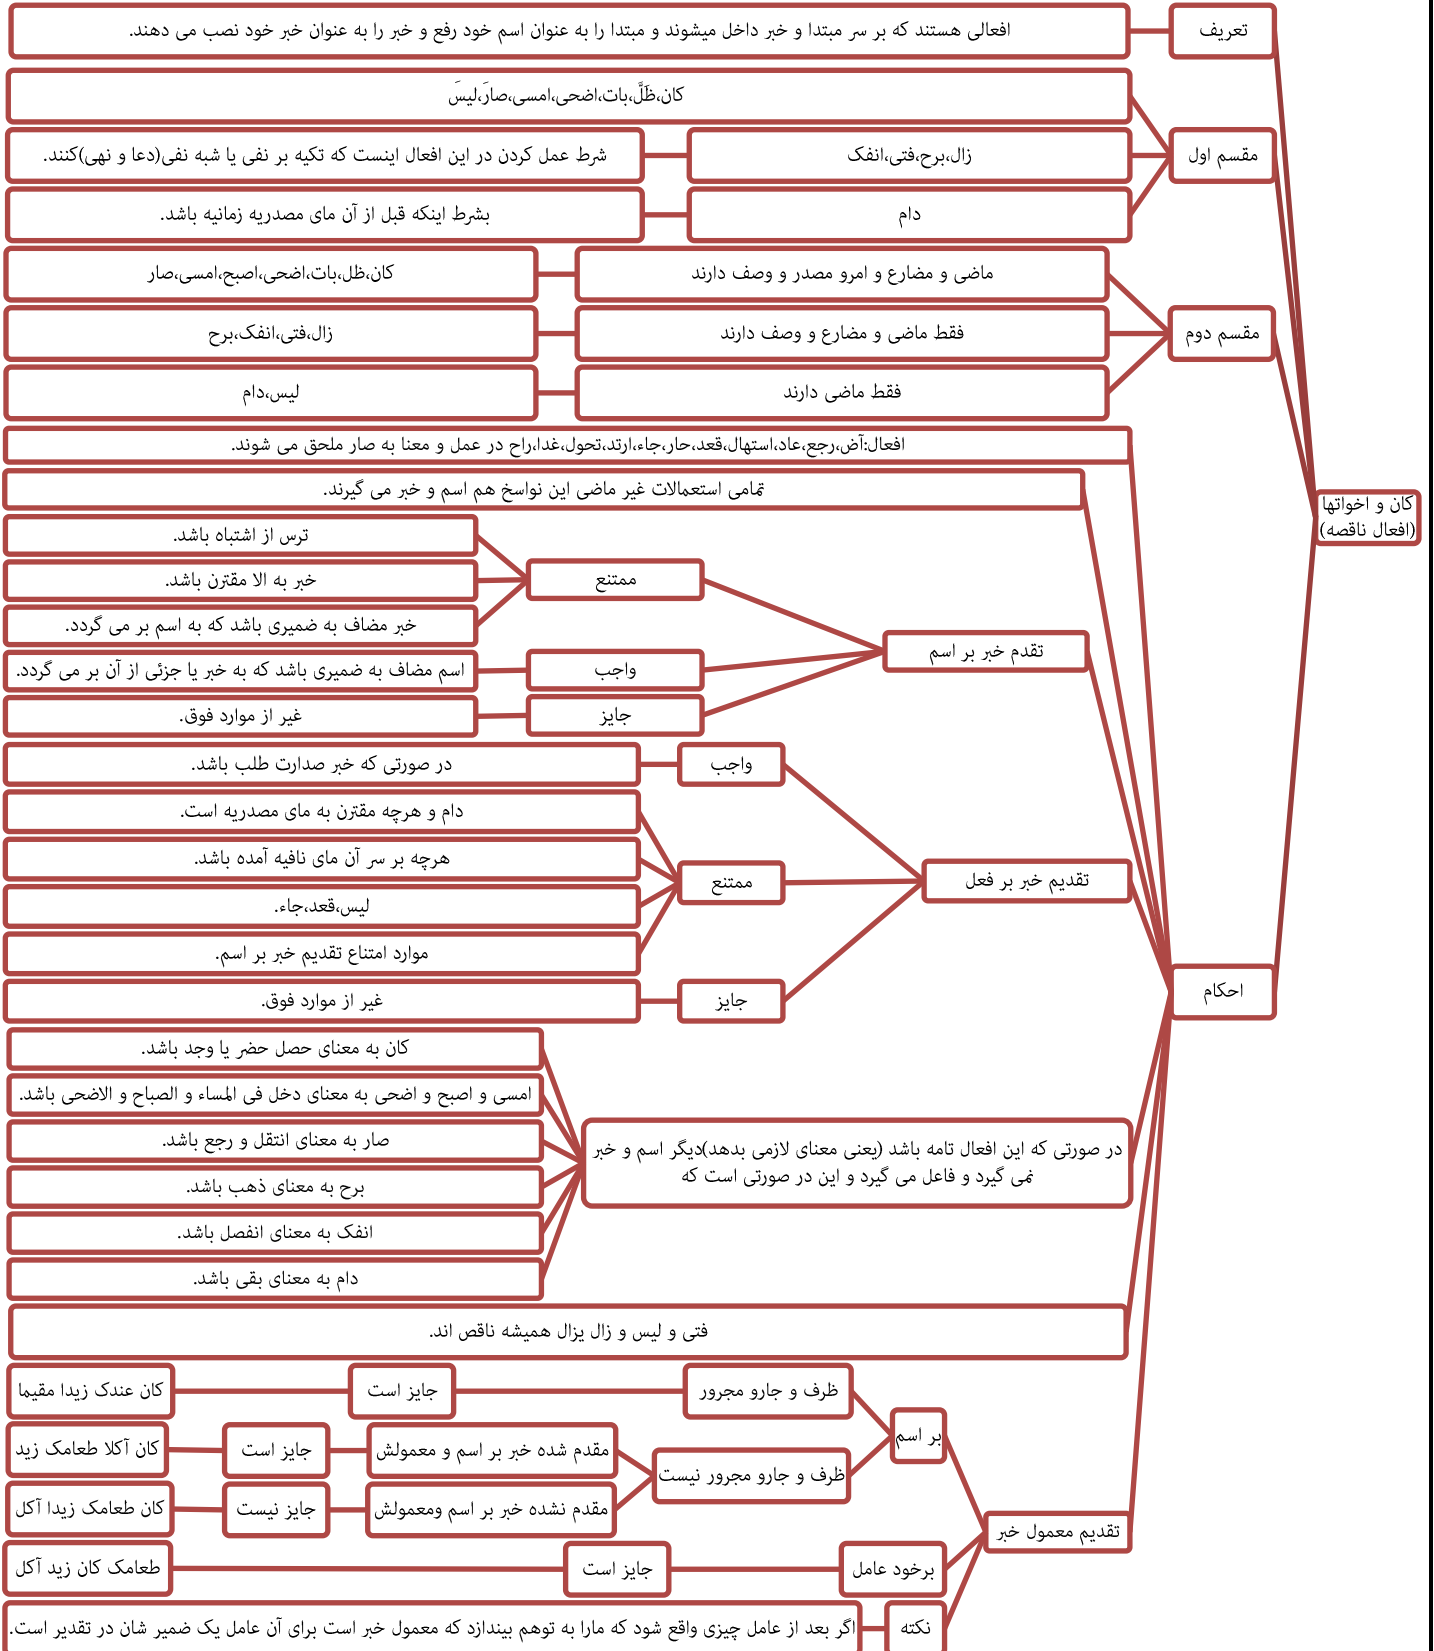 کان و اخواتها
(افعال ناقصه)
تعریف
افعالی هستند که بر سر مبتدا و خبر داخل میشوند و مبتدا را به عنوان اسم خود رفع و خبر را به عنوان خبر خود نصب می دهند.
مقسم اول
کان،ظَلَّ،بات،اضحی،امسی،صارَ،لیسَ
زال،برح،فتی،انفک
شرط عمل کردن در این افعال اینست که تکیه بر نفی یا شبه نفی(دعا و نهی)کنند.
دام
بشرط اینکه قبل از آن مای مصدریه زمانیه باشد.
مقسم دوم
ماضی و مضارع و امرو مصدر و وصف دارند
کان،ظل،بات،اضحی،اصبح،امسی،صار
فقط ماضی و مضارع و وصف دارند
زال،فتی،انفک،برح
فقط ماضی دارند
لیس،دام
احکام
افعال:آض،رجع،عاد،استهال،قعد،حار،جاء،ارتد،تحول،غدا،راح در عمل و معنا به صار ملحق می شوند.
تمامی استعمالات غیر ماضی این نواسخ هم اسم و خبر می گیرند.
تقدم خبر بر اسم
ممتنع
ترس از اشتباه باشد.
خبر به الا مقترن باشد.
خبر مضاف به ضمیری باشد که به اسم بر می گردد.
واجب
اسم مضاف به ضمیری باشد که به خبر یا جزئی از آن بر می گردد.
جایز
غیر از موارد فوق.
تقدیم خبر بر فعل
واجب
در صورتی که خبر صدارت طلب باشد.
ممتنع
دام و هرچه مقترن به مای مصدریه است.
هرچه بر سر آن مای نافیه آمده باشد.
لیس،قعد،جاء.
موارد امتناع تقدیم خبر بر اسم.
جایز
غیر از موارد فوق.
در صورتی که این افعال تامه باشد (یعنی معنای لازمی بدهد)دیگر اسم و خبر
نمی گیرد و فاعل می گیرد و این در صورتی است که
کان به معنای حصل حضر یا وجد باشد.
امسی و اصبح و اضحی به معنای دخل فی المساء و الصباح و الاضحی باشد.
صار به معنای انتقل و رجع باشد.
برح به معنای ذهب باشد.
انفک به معنای انفصل باشد.
دام به معنای بقی باشد.
فتی و لیس و زال یزال همیشه ناقص اند.
تقدیم معمول خبر
بر اسم
ظرف و جارو مجرور
جایز است
کان عندک زیدا مقیما
ظرف و جارو مجرور نیست
مقدم شده خبر بر اسم و معمولش
جایز است
کان آکلا طعامک زید
مقدم نشده خبر بر اسم ومعمولش
جایز نیست
کان طعامک زیدا آکل
برخود عامل
جایز است
طعامک کان زید آکل
نکته
اگر بعد از عامل چیزی واقع شود که مارا به توهم بیندازد که معمول خبر است برای آن عامل یک ضمیر شان در تقدیر است.